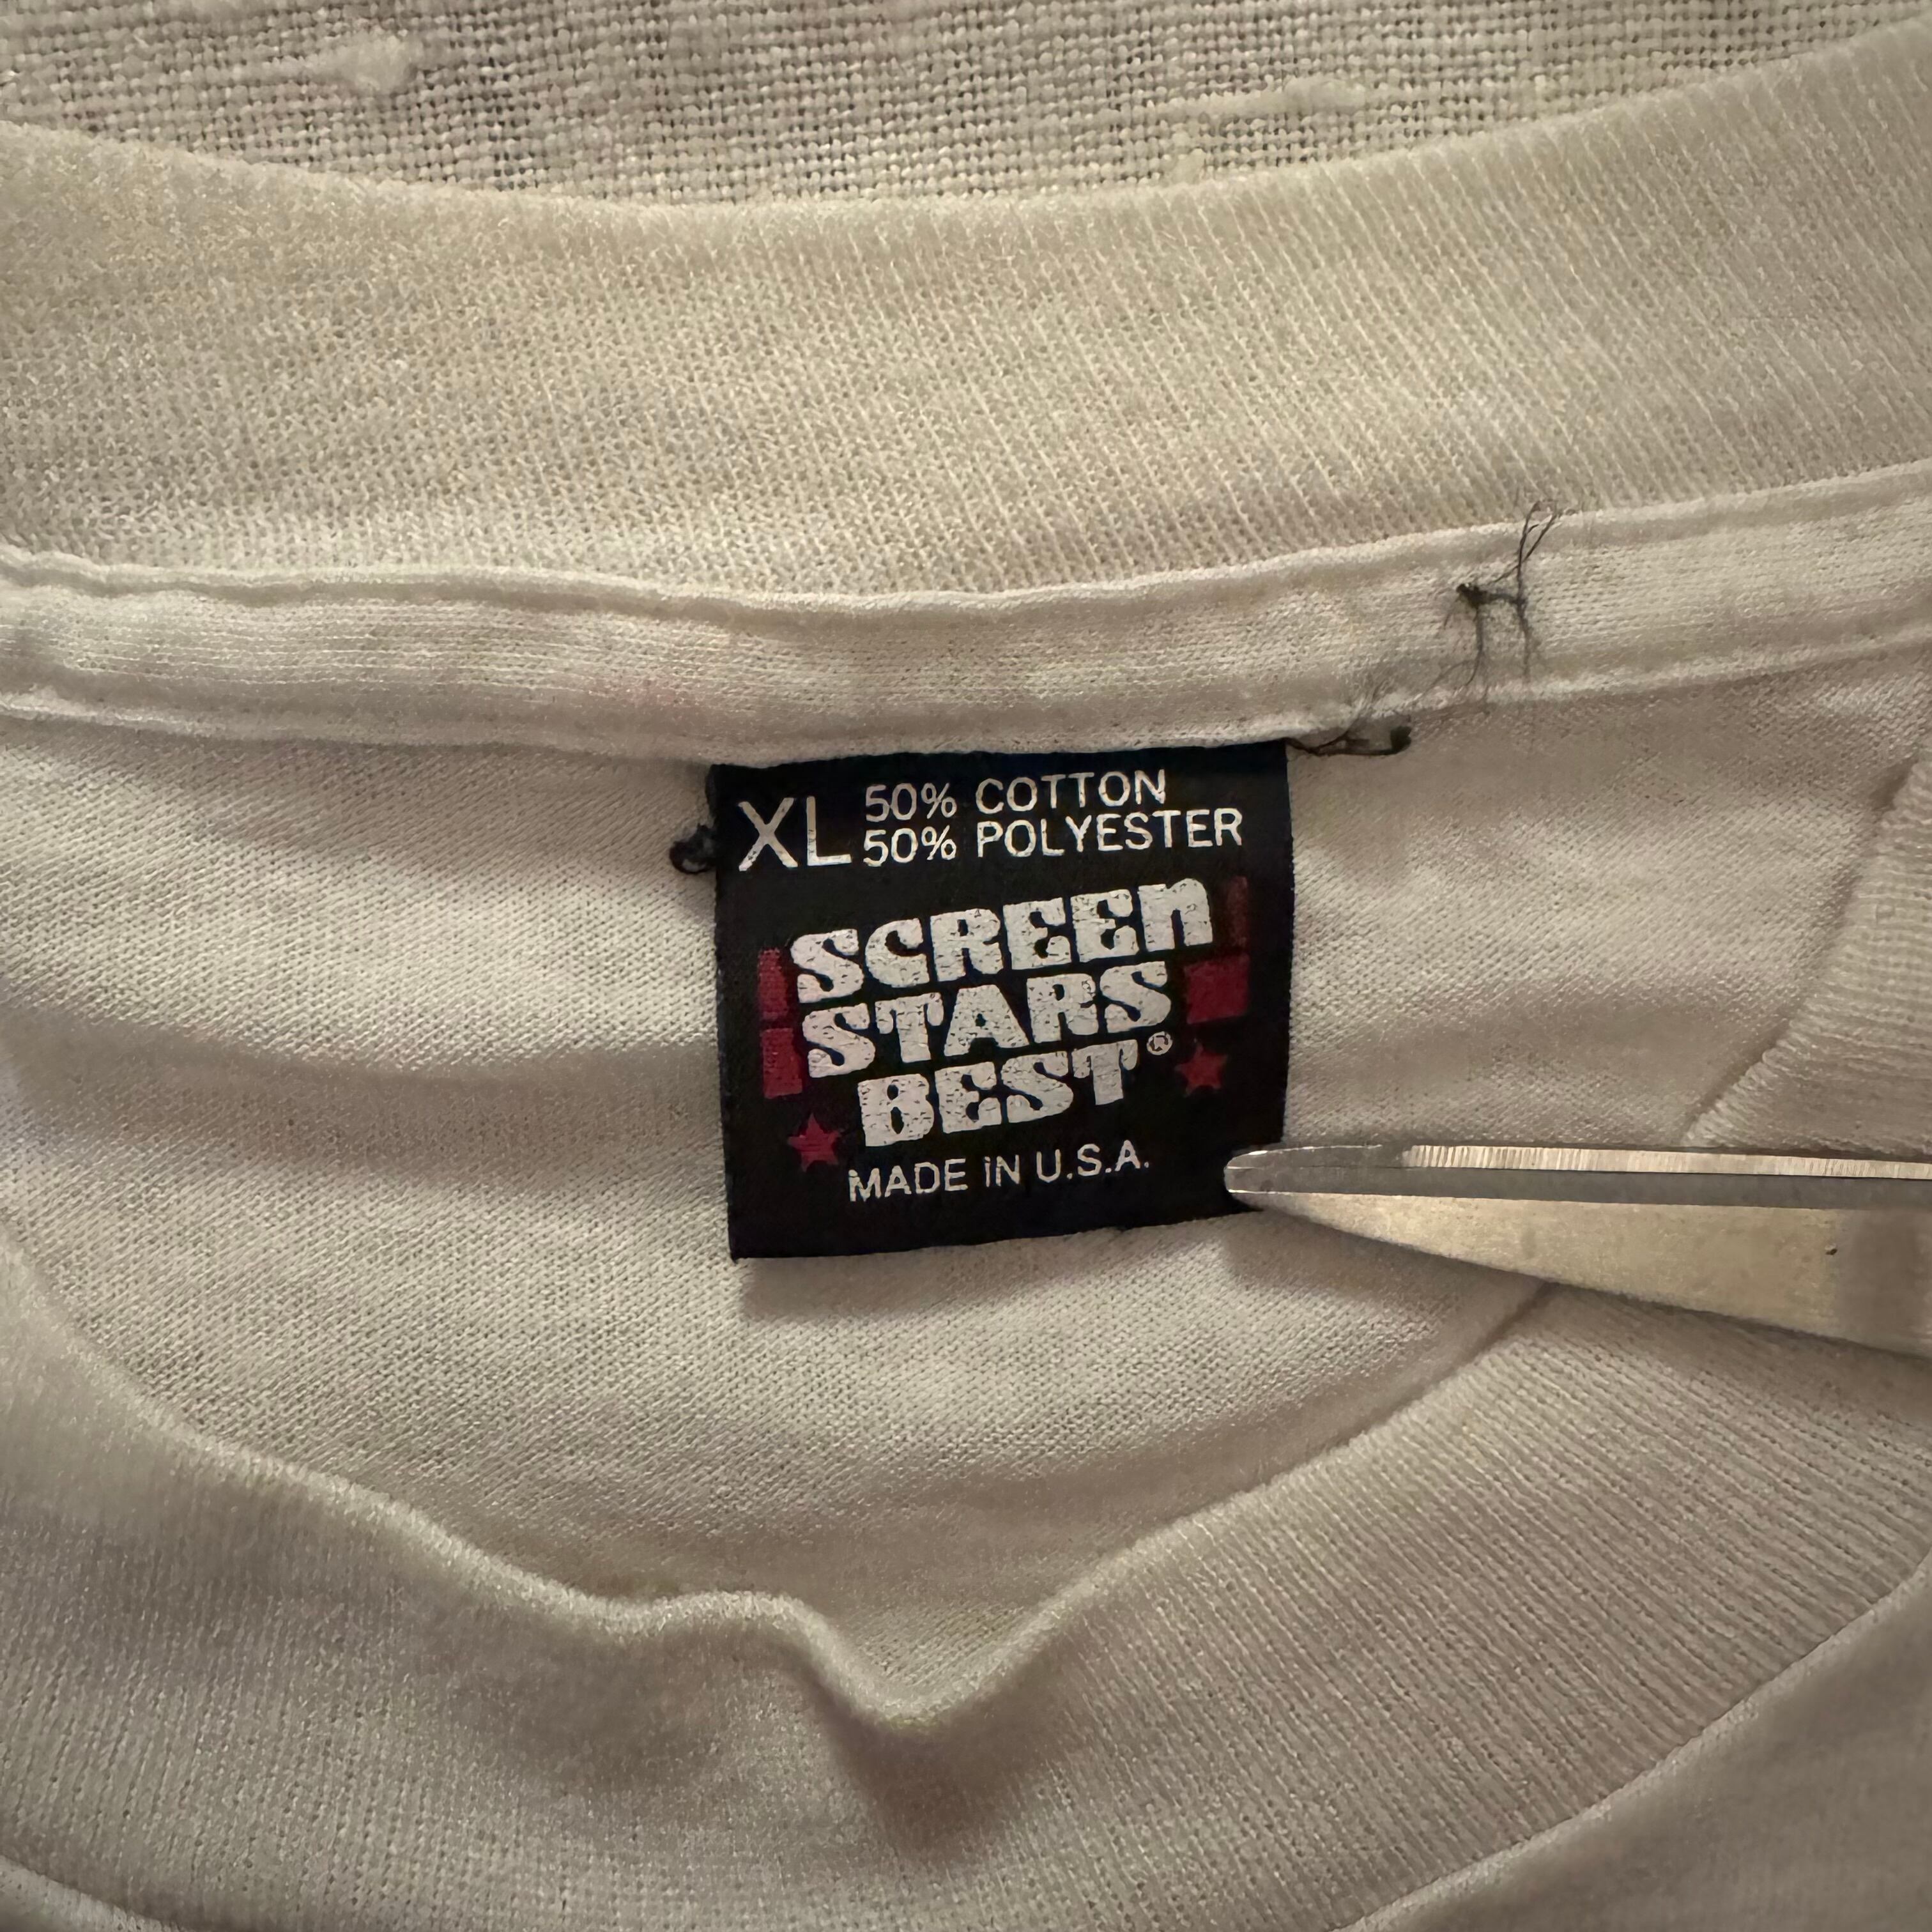 XL 50% COTTON
50% POLYESTER
SCREEn
STARS
BEST®
MADE iN U.S.A.